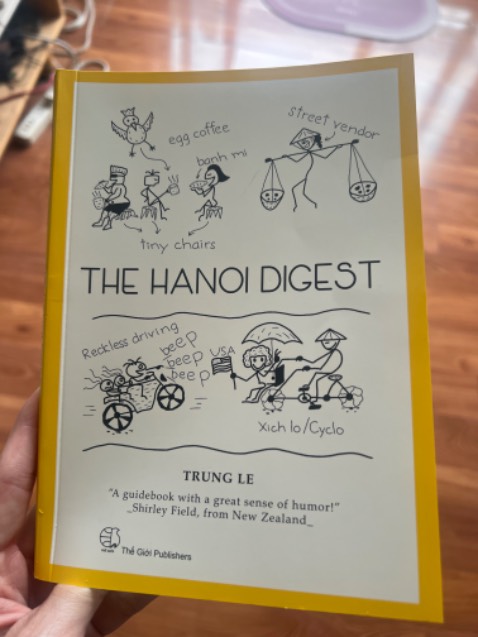 egg coffee
street vendor
banh mi
tiny chairs
THE HANOI DIGEST
Reckless driving
beep
beep
beep
USA
Xich lo/Cyclo
TRUNG LE
"A guidebook with a great sense of humor!"
_Shirley Field, from New Zealand_
Thế Giới Publishers